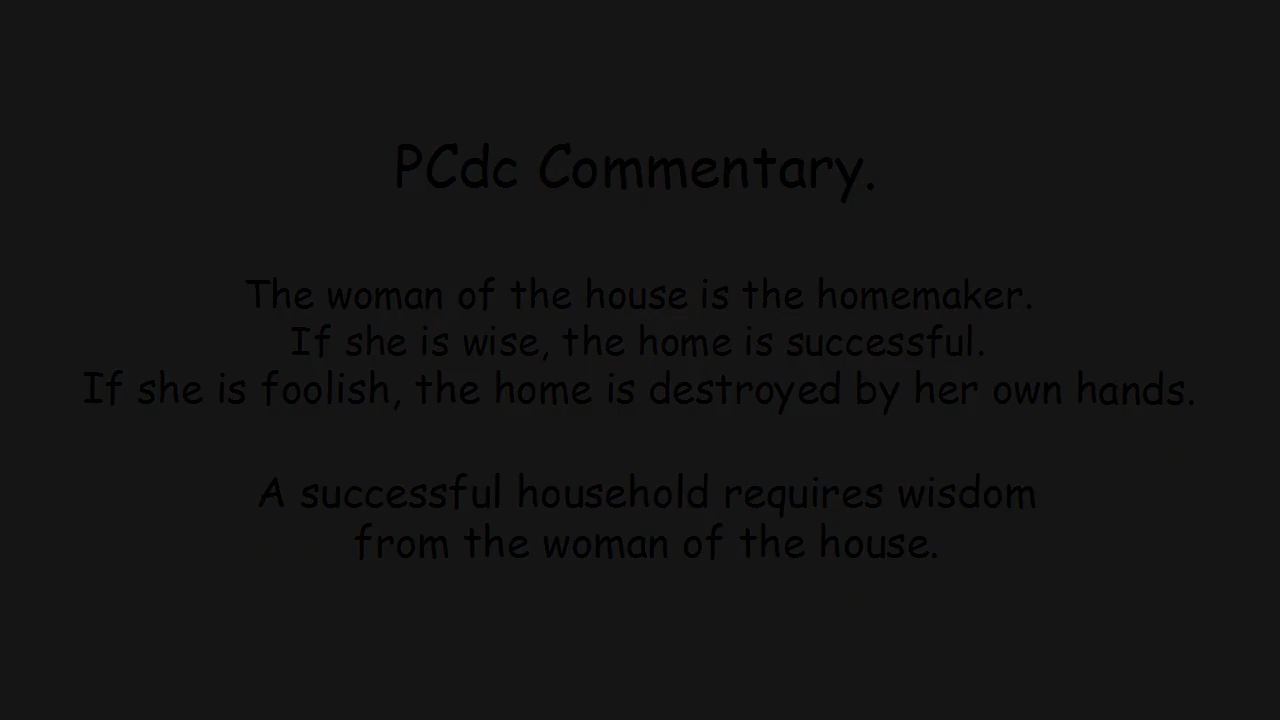 PCdc Commentary.
The woman of the house is the homemaker.
If she is wise, the home is successful.
If she is foolish, the home is destroyed by her own hands.
A successful household requires wisdom
from the woman of the house.